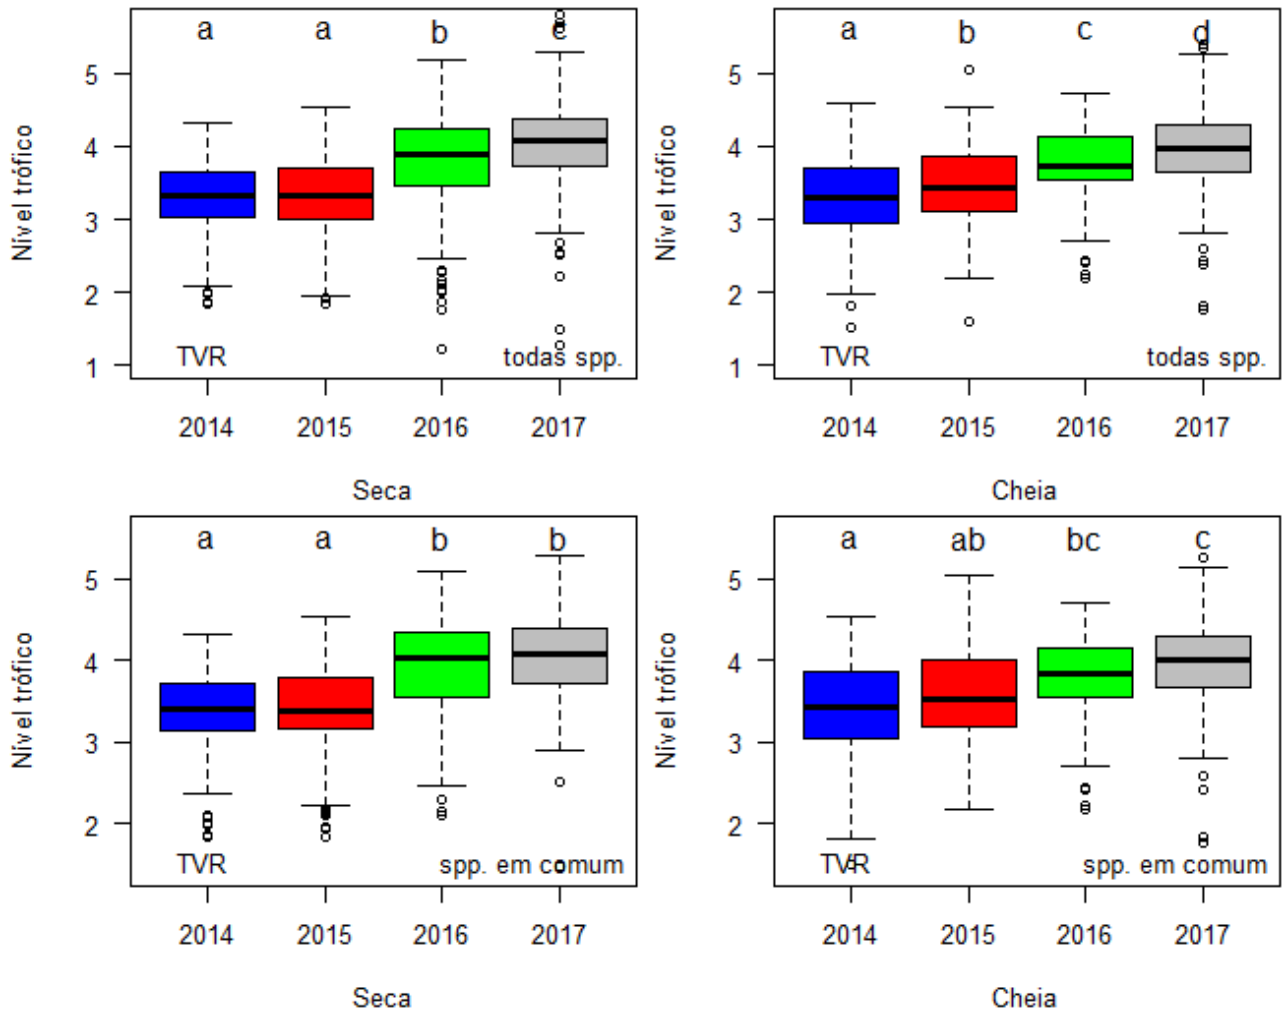 a a b c
Nível trófico
5
4
3
2
1
TVR todas spp.
2014 2015 2016 2017
Seca
a b c d
Nível trófico
5
4
3
2
1
TVR todas spp.
2014 2015 2016 2017
Cheia
a a b b
Nível trófico
5
4
3
2
TVR spp. em comum
2014 2015 2016 2017
Seca
a ab bc c
Nível trófico
5
4
3
2
TVR spp. em comum
2014 2015 2016 2017
Cheia